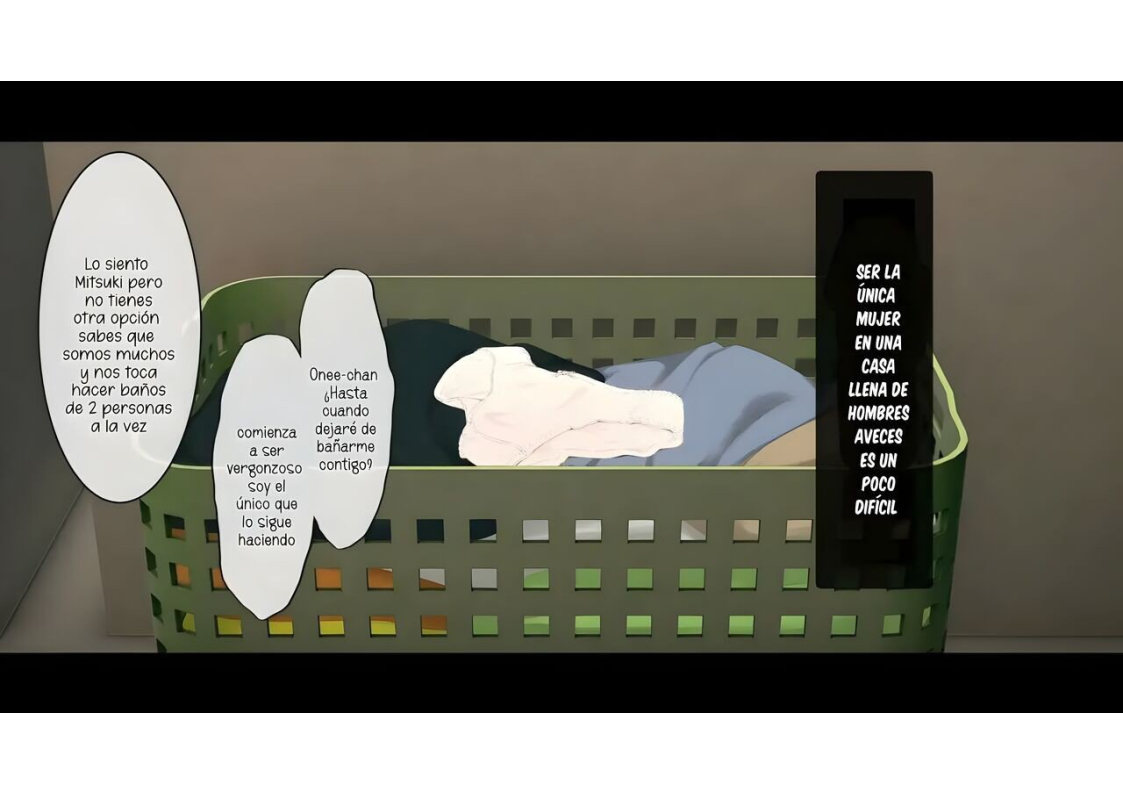 Lo siento
Mitsuki pero
no tienes
otra opción
sabes que
somos muchos
y nos toca
hacer baños
de 2 personas
a la vez
Onee-chan
¿Hasta
cuando
dejaré de
bañarme
contigo?
comienza
a ser
vergonzoso
soy el
único que
lo sigue
haciendo
SER LA
ÚNICA
MUJER
EN UNA
CASA
LLENA DE
HOMBRES
AVECES
ES UN
POCO
DIFÍCIL